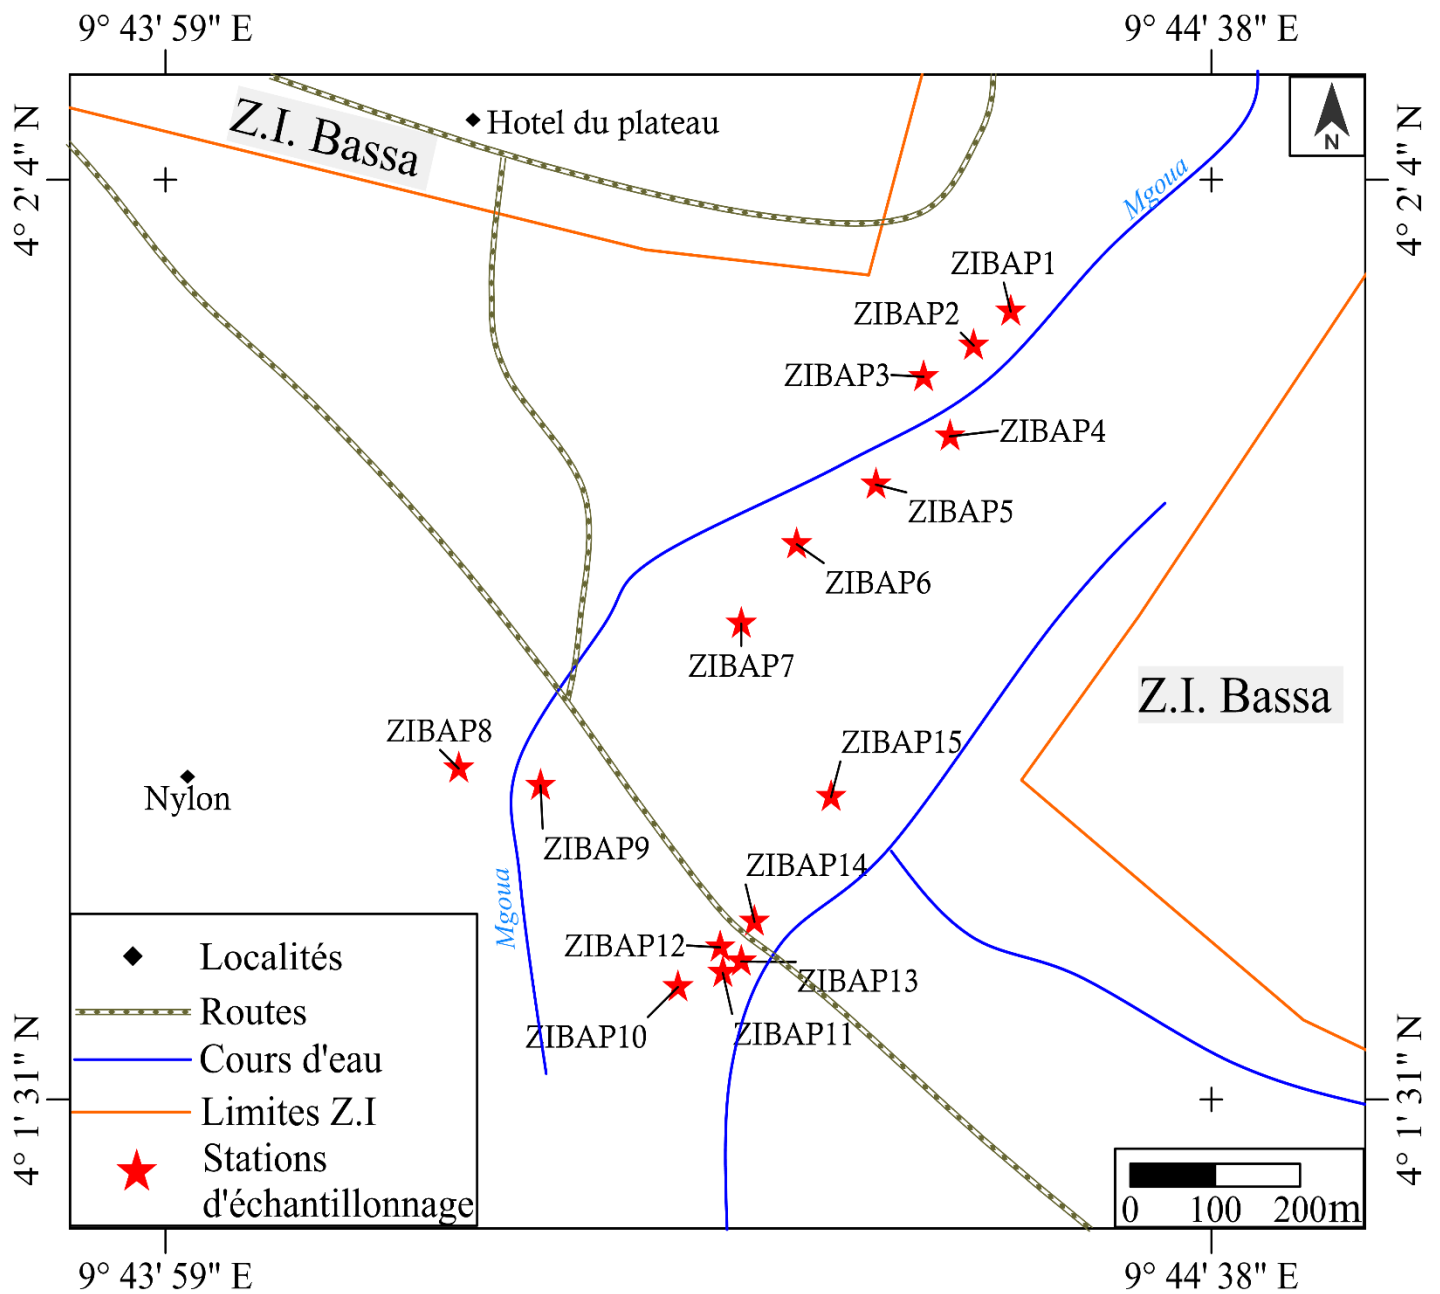 9° 43' 59" E
9° 44' 38" E
4° 2' 4" N
4° 2' 4" N
Z.I. Bassa
Hotel du plateau
N
Mgoua
ZIBAP1
ZIBAP2
ZIBAP3
ZIBAP4
ZIBAP5
ZIBAP6
ZIBAP7
Z.I. Bassa
ZIBAP8
ZIBAP15
Nylon
ZIBAP9
ZIBAP14
Mgoua
ZIBAP12
ZIBAP13
ZIBAP10
ZIBAP11
Localités
Routes
Cours d'eau
Limites Z.I
Stations
d'échantillonnage
4° 1' 31" N
4° 1' 31" N
0 100 200m
9° 43' 59" E
9° 44' 38" E